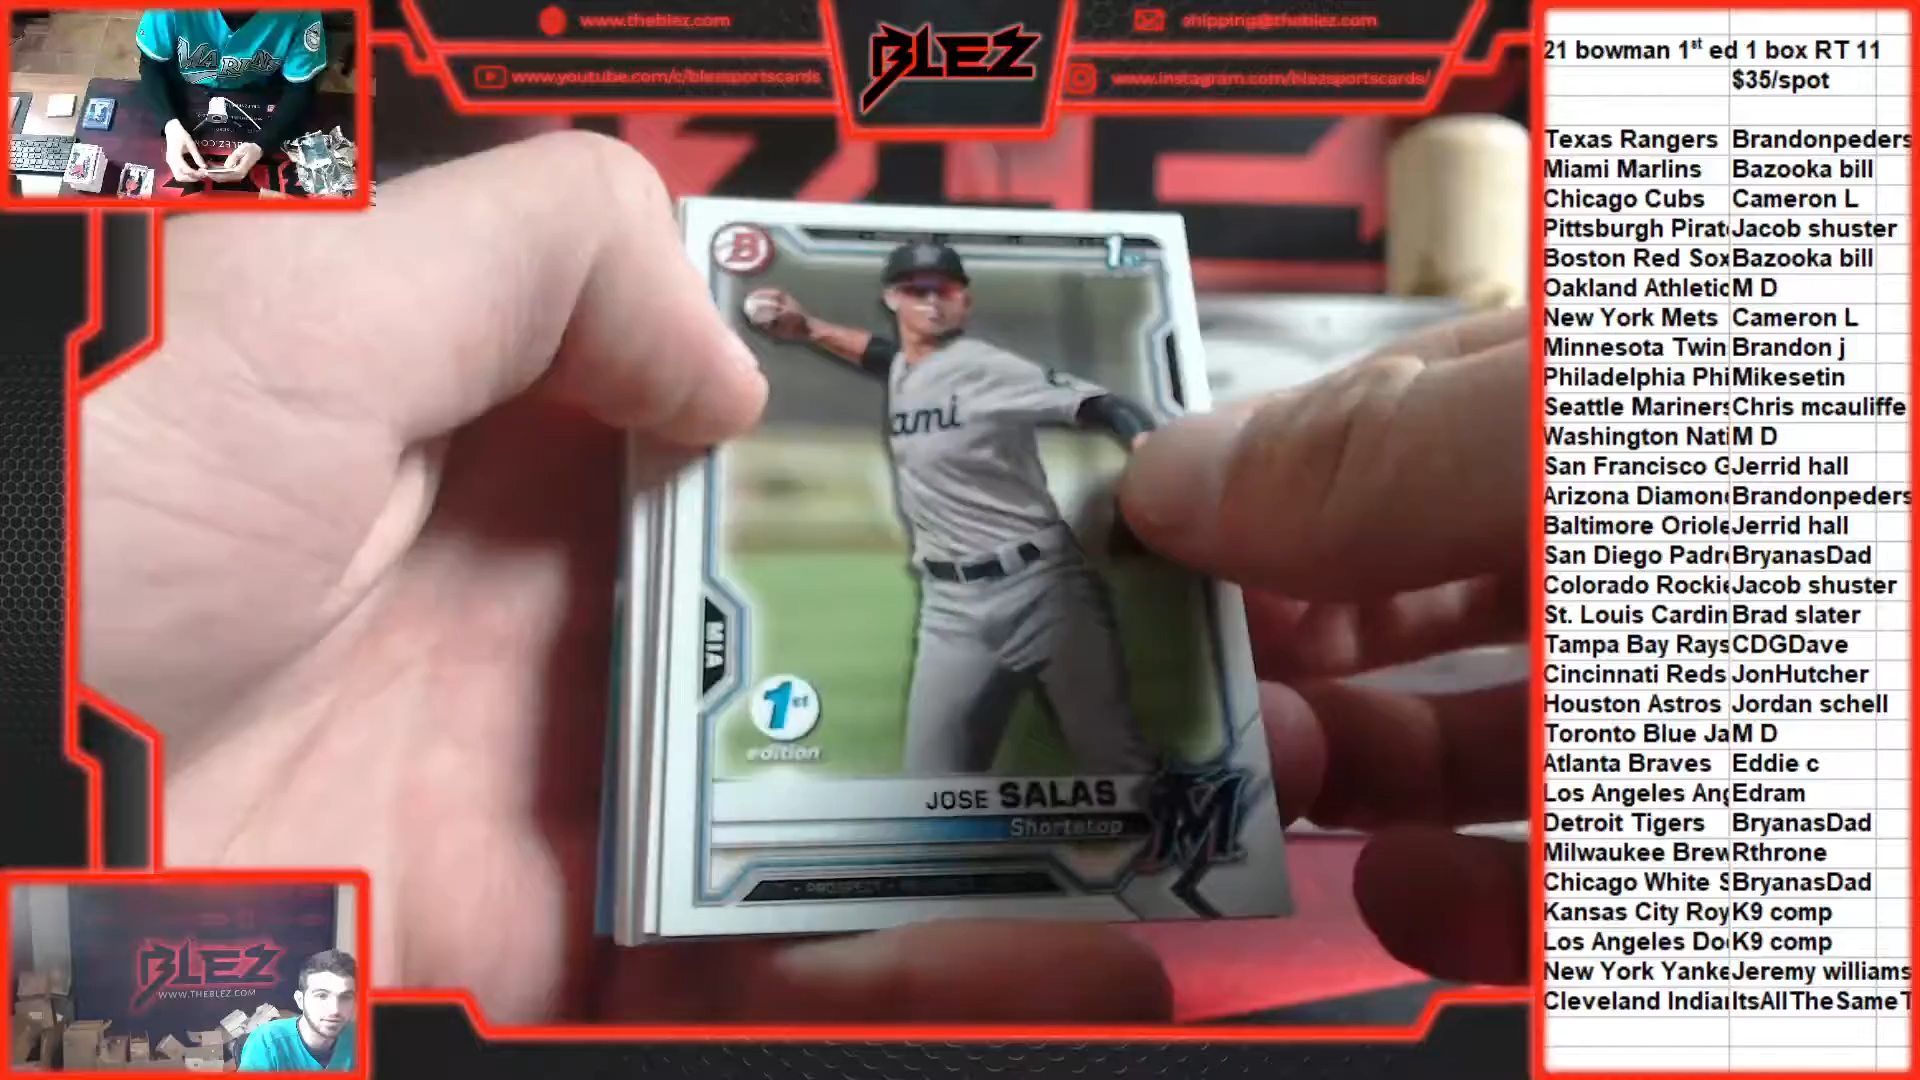 www.theblez.com
shipping@theblez.com
www.youtube.com/c/blezsportscards
www.instagram.com/blezsportscards/
BLEZ
MARLINS
B
1st
ami
MIA
1st
edition
JOSE SALAS
Shortstop
PROSPECT
BLEZ
WWW.THEBLEZ.COM
21 bowman 1st ed 1 box RT 11
$35/spot
Texas Rangers Brandonpeders
Miami Marlins Bazooka bill
Chicago Cubs Cameron L
Pittsburgh Pirat Jacob shuster
Boston Red Sox Bazooka bill
Oakland Athletic M D
New York Mets Cameron L
Minnesota Twin Brandon j
Philadelphia Phi Mikesetin
Seattle Mariners Chris mcauliffe
Washington Nati M D
San Francisco G Jerrid hall
Arizona Diamon Brandonpeders
Baltimore Oriole Jerrid hall
San Diego Padr BryanasDad
Colorado Rockie Jacob shuster
St. Louis Cardin Brad slater
Tampa Bay Rays CDGDave
Cincinnati Reds JonHutcher
Houston Astros Jordan schell
Toronto Blue Ja M D
Atlanta Braves Eddie c
Los Angeles Ang Edram
Detroit Tigers BryanasDad
Milwaukee Brew Rthrone
Chicago White S BryanasDad
Kansas City Roy K9 comp
Los Angeles Do K9 comp
New York Yanke Jeremy williams
Cleveland India ItsAllTheSameT